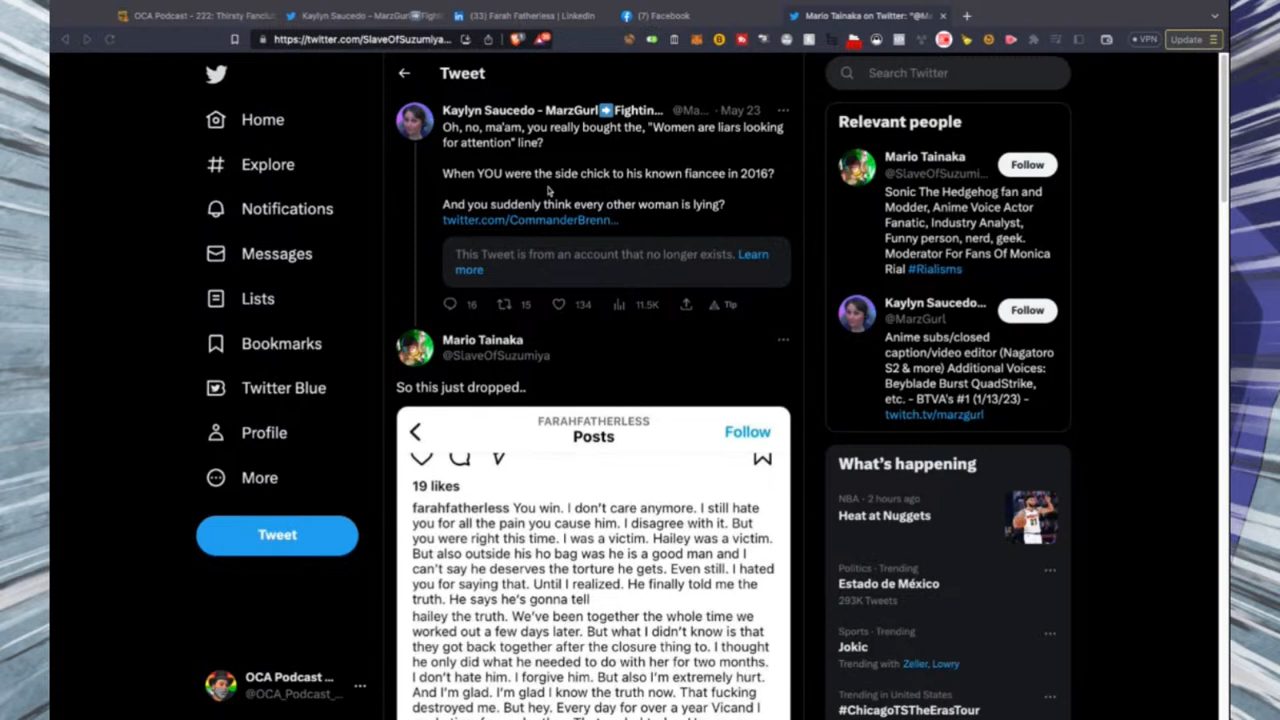 OCA Podcast - 222: Thirsty Fanclu
Kaylyn Saucedo - MarzGurl➡️Fight
(33) Farah Fatherless | LinkedIn
(7) Facebook
Mario Tainaka on Twitter: "@M
https://twitter.com/SlaveOfSuzumiya...
VPN
Update
Home
Explore
Notifications
Messages
Lists
Bookmarks
Twitter Blue
Profile
More
Tweet
OCA Podcast
@OCA_Podcast_...
Tweet
Kaylyn Saucedo - MarzGurl➡️Fightin... @Ma... · May 23
Oh, no, ma'am, you really bought the, "Women are liars looking
for attention" line?
When YOU were the side chick to his known fiancee in 2016?
And you suddenly think every other woman is lying?
twitter.com/CommanderBrenn...
This Tweet is from an account that no longer exists. Learn
more
16 15 134 11.5K Tip
Mario Tainaka
@SlaveOfSuzumiya
So this just dropped..
FARAHFATHERLESS
Posts
Follow
19 likes
farahfatherless You win. I don't care anymore. I still hate
you for all the pain you cause him. I disagree with it. But
you were right this time. I was a victim. Hailey was a victim.
But also outside his ho bag was he is a good man and I
can't say he deserves the torture he gets. Even still. I hated
you for saying that. Until I realized. He finally told me the
truth. He says he's gonna tell
hailey the truth. We've been together the whole time we
worked out a few days later. But what I didn't know is that
they got back together after the closure thing to. I thought
he only did what he needed to do with her for two months.
I don't hate him. I forgive him. But also I'm extremely hurt.
And I'm glad. I'm glad I know the truth now. That fucking
destroyed me. But hey. Every day for over a year Vicand I
Search Twitter
Relevant people
Mario Tainaka
@SlaveOfSuzumi...
Follow
Sonic The Hedgehog fan and
Modder, Anime Voice Actor
Fanatic, Industry Analyst,
Funny person, nerd, geek.
Moderator For Fans Of Monica
Rial #Rialisms
Kaylyn Saucedo...
@MarzGurl
Follow
Anime subs/closed
caption/video editor (Nagatoro
S2 & more) Additional Voices:
Beyblade Burst QuadStrike,
etc. - BTVA's #1 (1/13/23) -
twitch.tv/marzgurl
What's happening
NBA · 2 hours ago
Heat at Nuggets
Politics · Trending
Estado de México
293K Tweets
Sports · Trending
Jokic
Trending with Zeller, Lowry
Trending in United States
#ChicagoTSTheErasTour